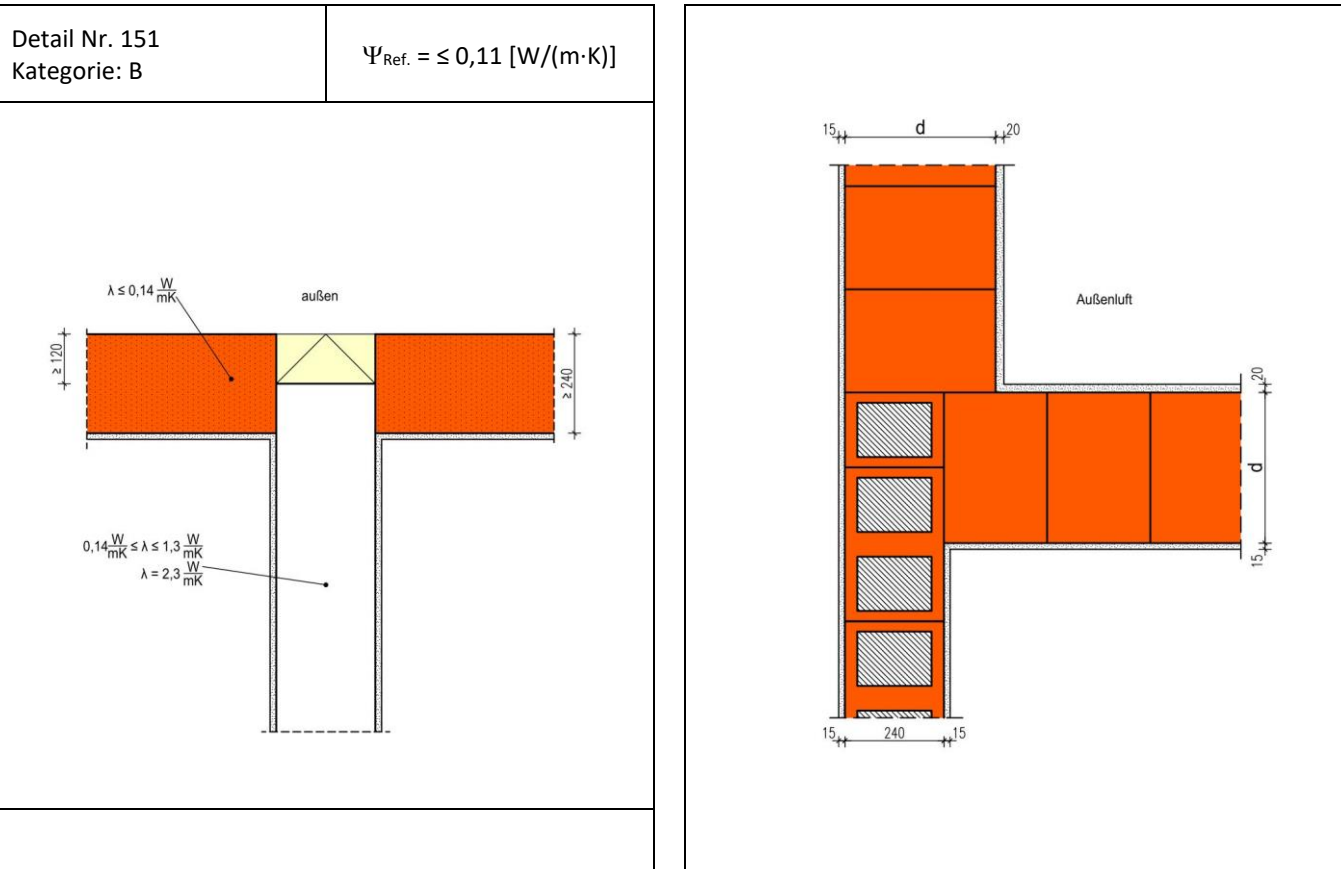 Detail Nr. 151
Kategorie: B
ΨRef. = ≤ 0,11 [W/(m·K)]
λ ≤ 0,14 W/mK
außen
≥ 120
≥ 240
0,14 W/mK ≤ λ ≤ 1,3 W/mK
λ = 2,3 W/mK
15 d 20
Außenluft
20
d
15
15 240 15